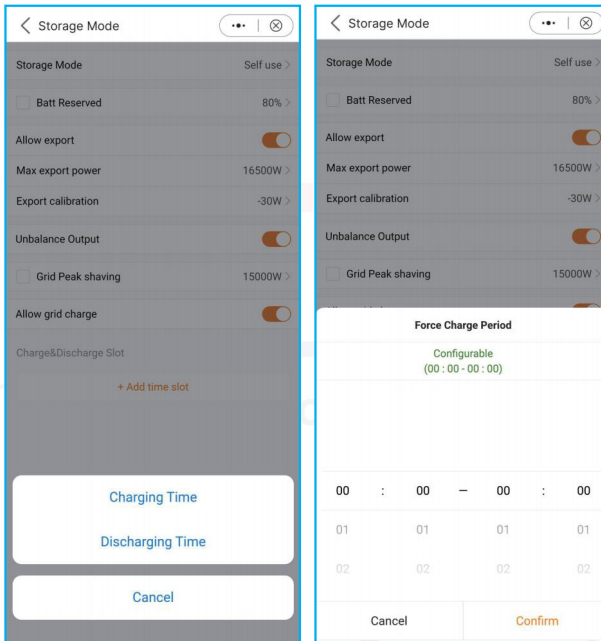 Storage Mode
Storage Mode Self use >
Batt Reserved 80% >
Allow export
Max export power 16500W >
Export calibration -30W >
Unbalance Output
Grid Peak shaving 15000W >
Allow grid charge
Charge&Discharge Slot
+ Add time slot
Charging Time
Discharging Time
Cancel
Storage Mode
Storage Mode Self use >
Batt Reserved 80% >
Allow export
Max export power 16500W >
Export calibration -30W >
Unbalance Output
Grid Peak shaving 15000W >
Force Charge Period
Configurable
(00 : 00 - 00 : 00)
00 : 00 — 00 : 00
01 01 01 01
02 02 02 02
Cancel Confirm